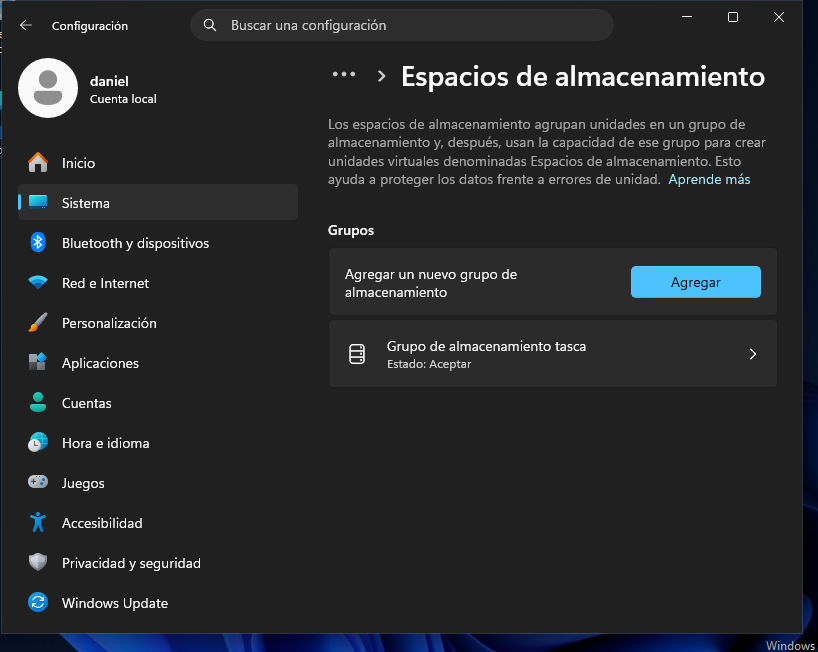 Configuración
Buscar una configuración
daniel
Cuenta local
Inicio
Sistema
Bluetooth y dispositivos
Red e Internet
Personalización
Aplicaciones
Cuentas
Hora e idioma
Juegos
Accesibilidad
Privacidad y seguridad
Windows Update
Espacios de almacenamiento
Los espacios de almacenamiento agrupan unidades en un grupo de
almacenamiento y, después, usan la capacidad de ese grupo para crear
unidades virtuales denominadas Espacios de almacenamiento. Esto
ayuda a proteger los datos frente a errores de unidad. Aprende más
Grupos
Agregar un nuevo grupo de
almacenamiento
Agregar
Grupo de almacenamiento tasca
Estado: Aceptar
Windows